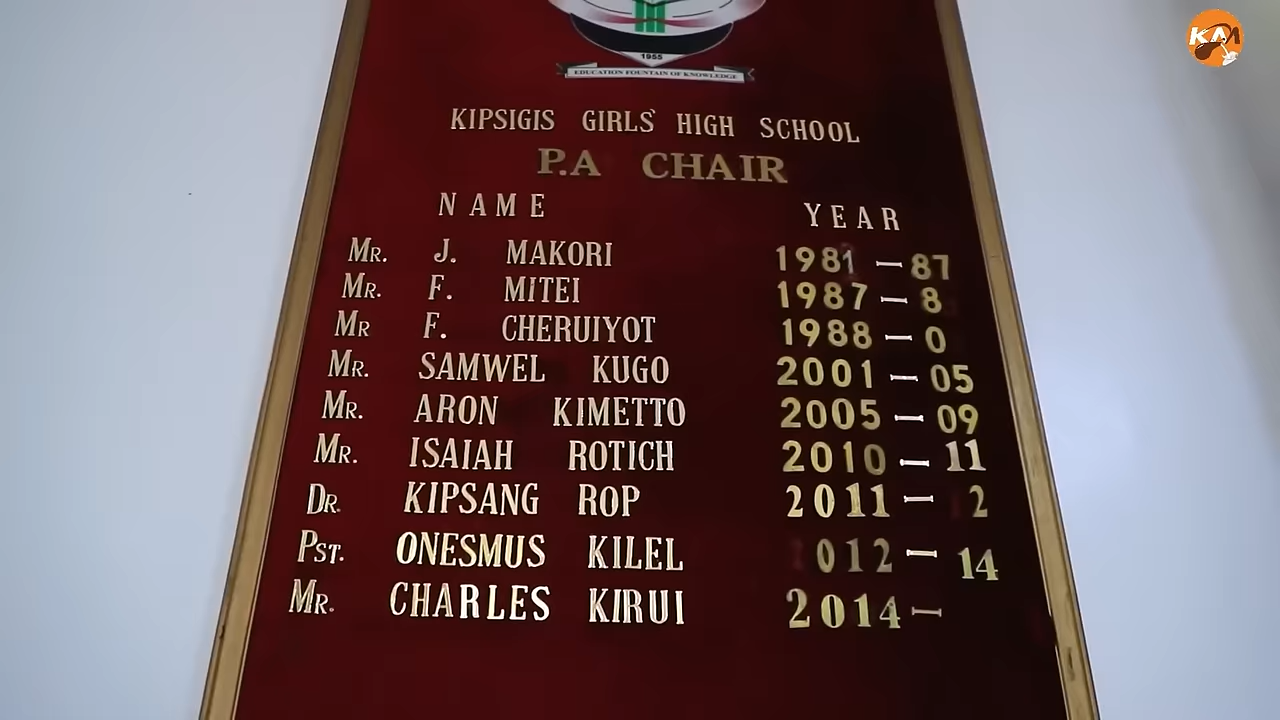 KAM
1955
EDUCATION FOUNTAIN OF KNOWLEDGE
KIPSIGIS GIRLS' HIGH SCHOOL
P.A CHAIR
NAME YEAR
MR. J. MAKORI 1981 — 87
MR. F. MITEI 1987 — 8
MR F. CHERUIYOT 1988 — 0
MR. SAMWEL KUGO 2001 — 05
MR. ARON KIMETTO 2005 — 09
MR. ISAIAH ROTICH 2010 — 11
DR. KIPSANG ROP 2011 — 2
PST. ONESMUS KILEL 012 — 14
MR. CHARLES KIRUI 2014 —